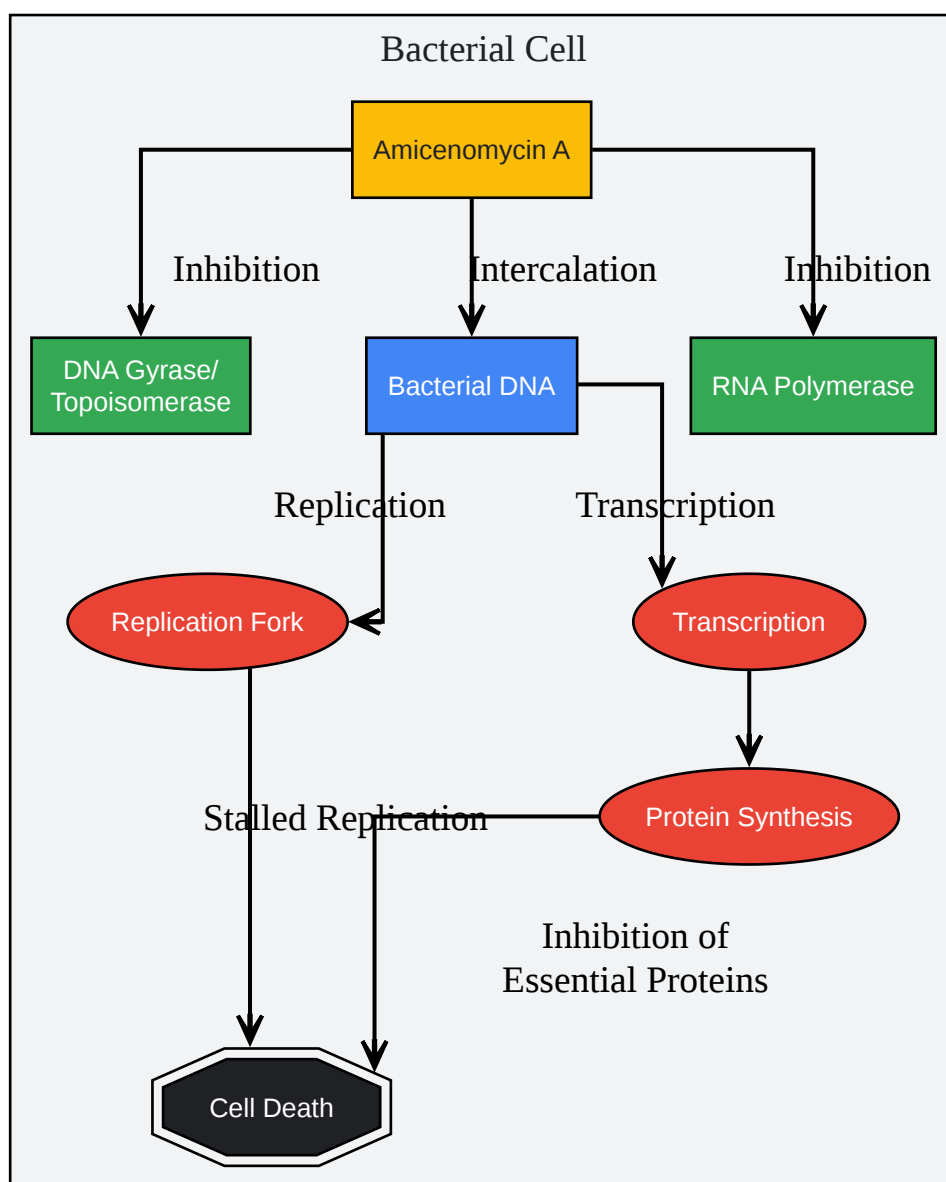 Bacterial Cell
Amicenomycin A
Inhibition
Intercalation
Inhibition
DNA Gyrase/
Topoisomerase
Bacterial DNA
RNA Polymerase
Replication
Transcription
Replication Fork
Transcription
Stalled Replication
Protein Synthesis
Inhibition of
Essential Proteins
Cell Death